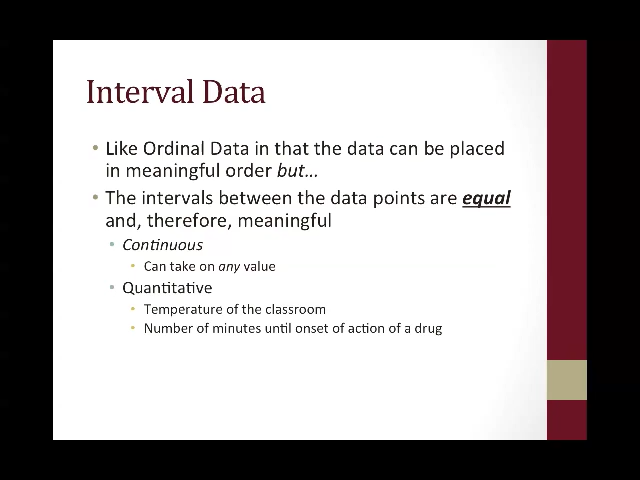 Interval Data
• Like Ordinal Data in that the data can be placed
in meaningful order but...
• The intervals between the data points are equal
and, therefore, meaningful
• Continuous
• Can take on any value
• Quantitative
• Temperature of the classroom
• Number of minutes until onset of action of a drug